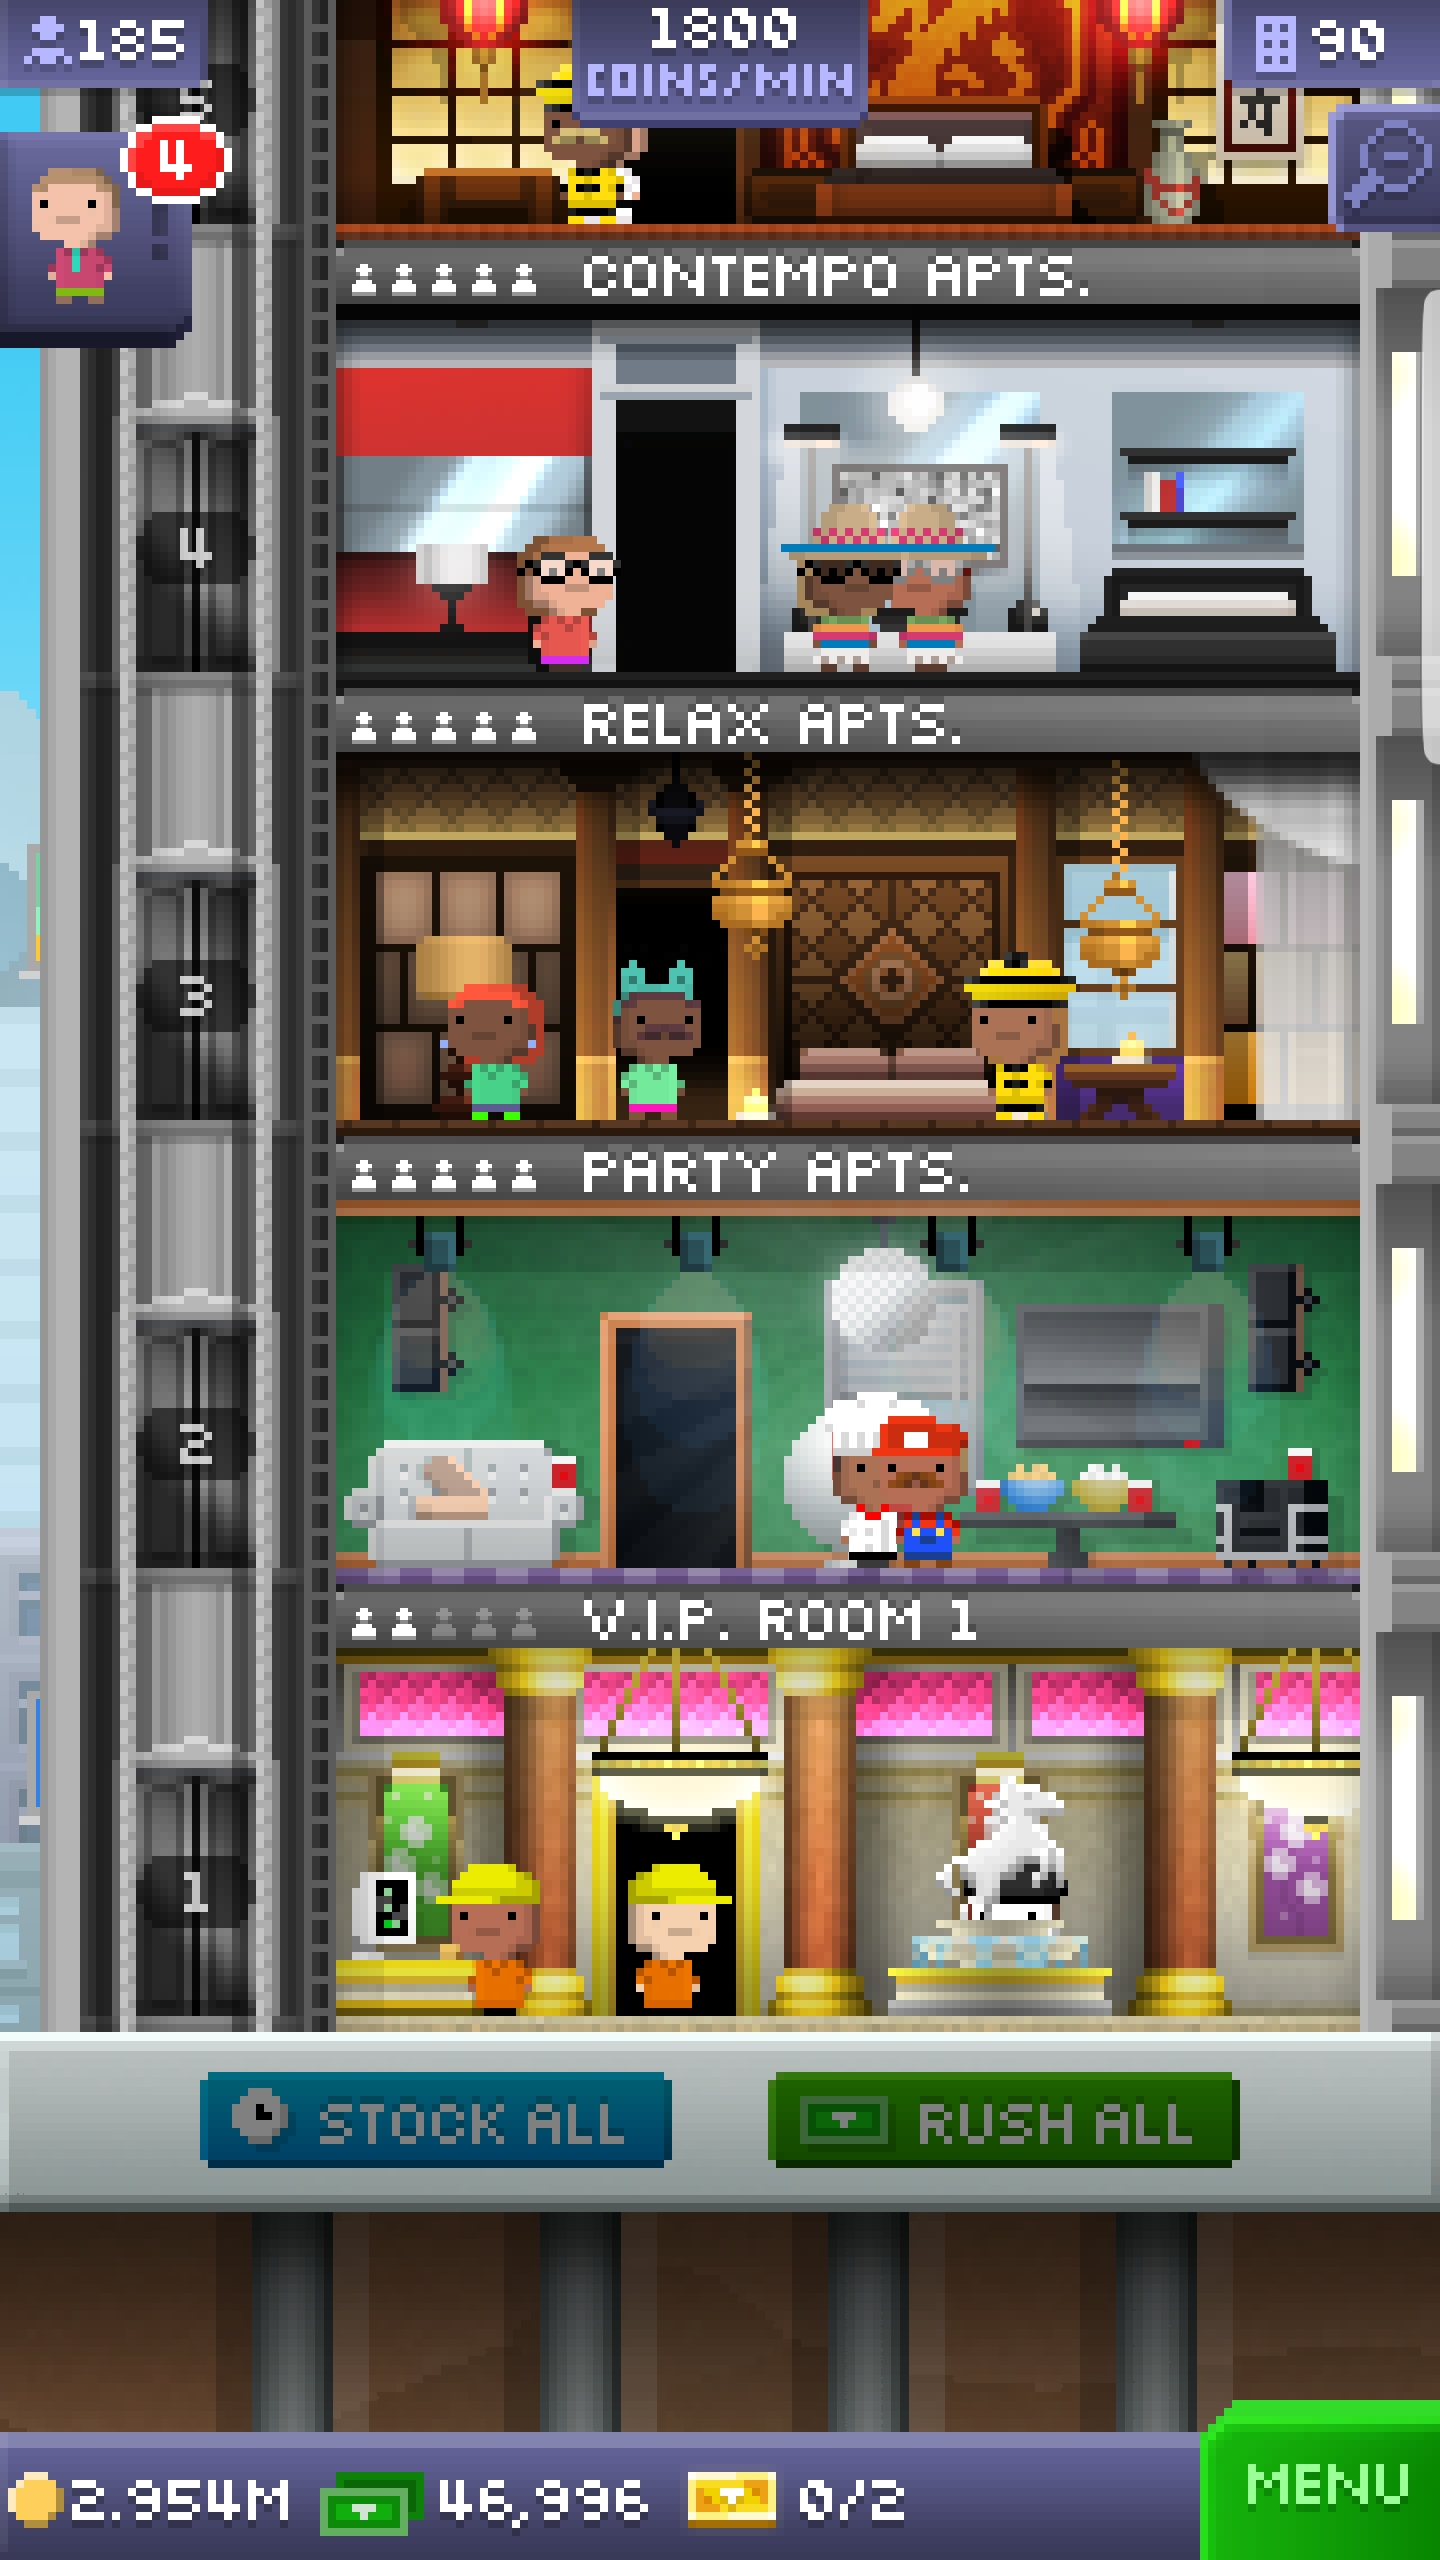 185
1800
COINS/MIN
90
5
4
CONTEMPO APTS.
4
RELAX APTS.
3
PARTY APTS.
2
V.I.P. ROOM 1
1
STOCK ALL
RUSH ALL
2.954M
46,996
0/2
MENU